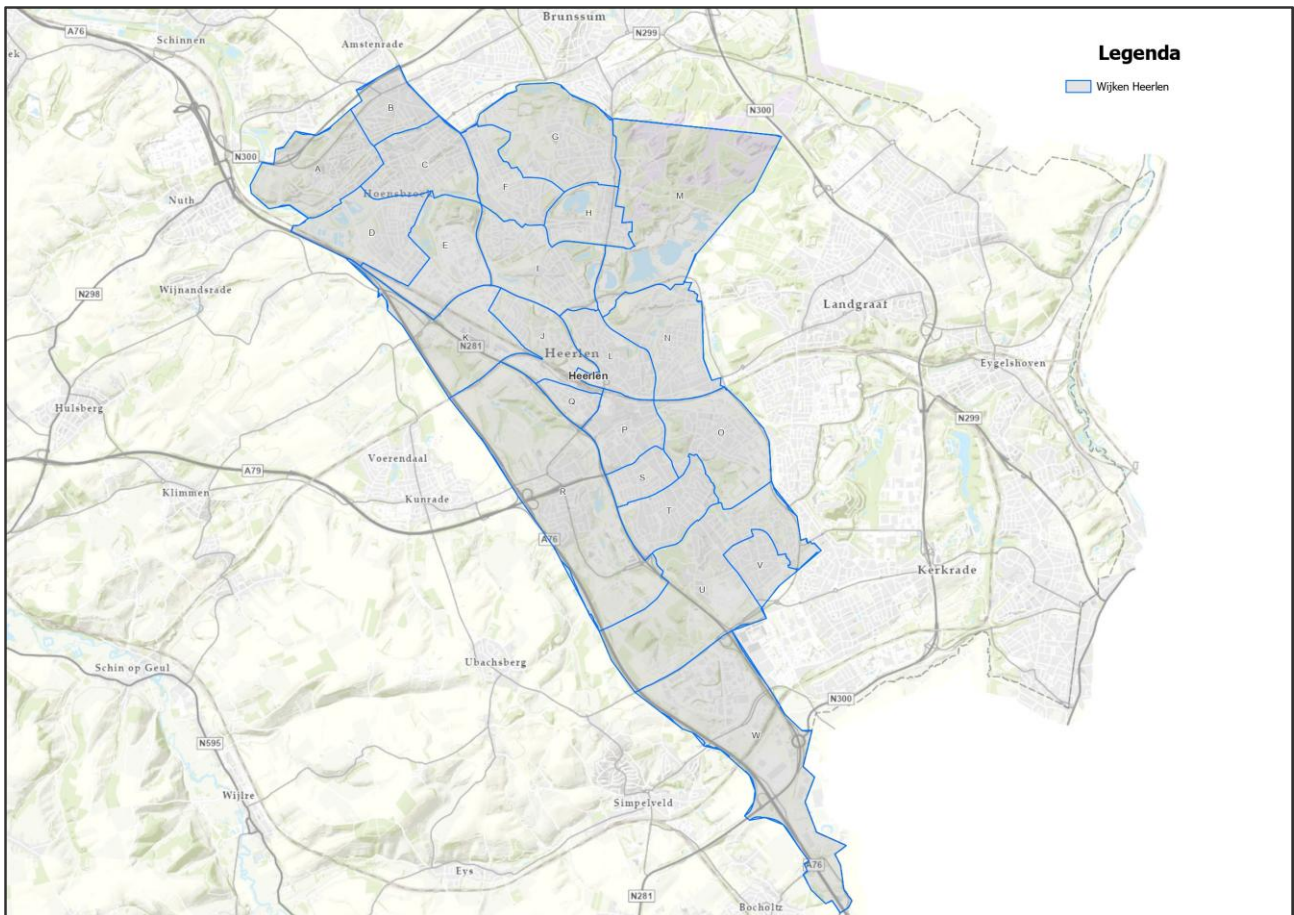 Brunssum
A76
N299
Schinnen
Amstenrade
Legenda
Wijken Heerlen
B
N300
G
N300
A
C
Nuth
F
M
H
D
E
I
N298
Wijnandsrade
Landgraaf
K
N281
J
L
N
Heerlen
Heerlen
Eygelshoven
Hulsberg
Q
N299
P
O
Voerendaal
A79
Klimmen
Kunrade
S
R
T
A76
V
Kerkrade
U
Schin op Geul
Ubachsberg
N300
W
N595
Wijlre
Simpelveld
A76
Eys
N281
Bocholtz